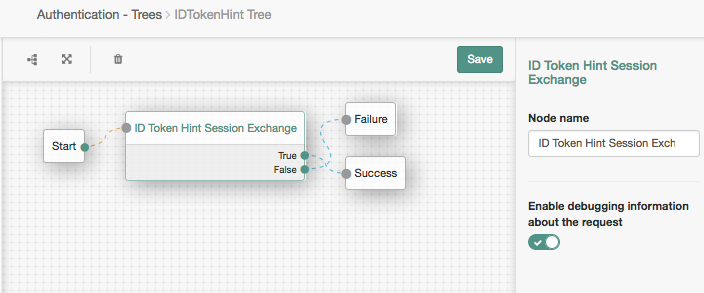 Authentication - Trees > IDTokenHint Tree
Save
Start
ID Token Hint Session Exchange
True
False
Failure
Success
ID Token Hint Session
Exchange
Node name
ID Token Hint Session Exch
Enable debugging information
about the request